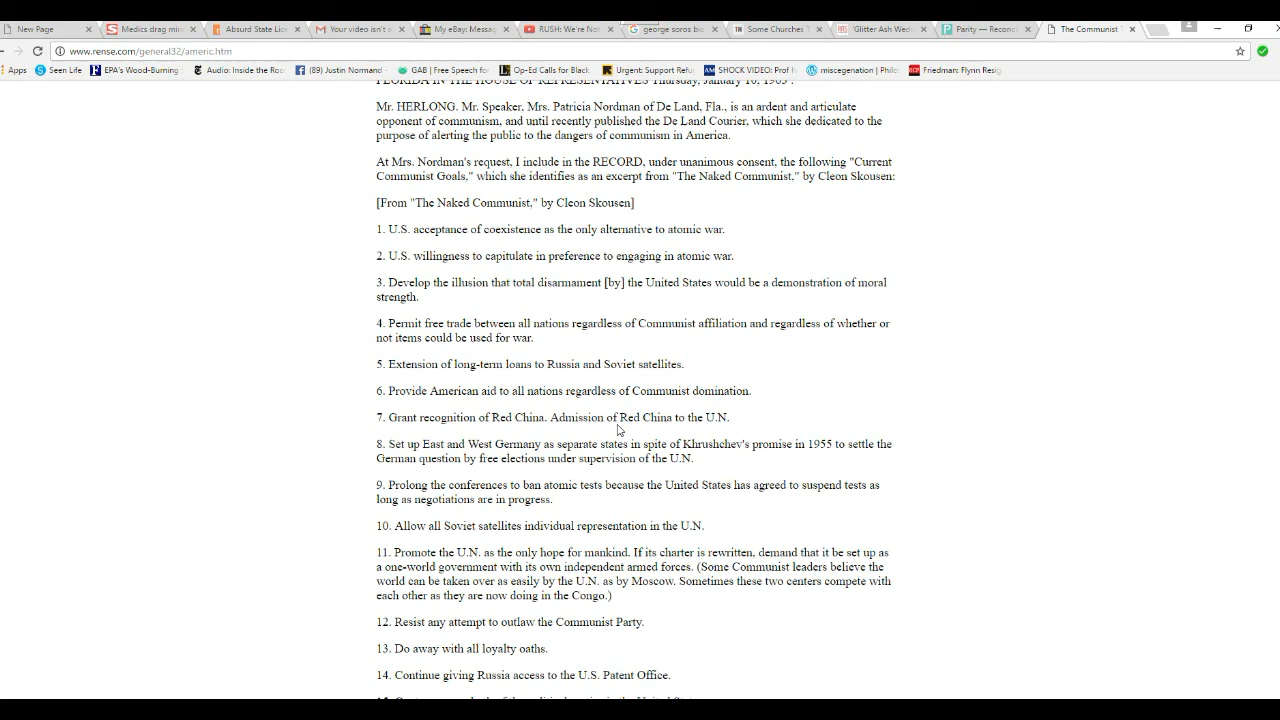 New Page
Medics drag mir
Absurd State Lic
Your video isn't a
My eBay: Messag
RUSH: We're No
george soros bio
Some Churches T
'Glitter Ash Wed
Parity — Reconci
The Communist T
www.rense.com/general32/americ.htm
Apps
Seen Life
EPA's Wood-Burning
Audio: Inside the Roo
(89) Justin Normand -
GAB | Free Speech fo
Op-Ed Calls for Black
Urgent: Support Refu
SHOCK VIDEO: Prof H
miscegenation | Philo
Friedman: Flynn Resig
FLORIDA IN THE HOUSE OF REPRESENTATIVES Thursday, January 10, 1963 .
Mr. HERLONG. Mr. Speaker, Mrs. Patricia Nordman of De Land, Fla., is an ardent and articulate
opponent of communism, and until recently published the De Land Courier, which she dedicated to the
purpose of alerting the public to the dangers of communism in America.
At Mrs. Nordman's request, I include in the RECORD, under unanimous consent, the following "Current
Communist Goals," which she identifies as an excerpt from "The Naked Communist," by Cleon Skousen:
[From "The Naked Communist," by Cleon Skousen]
1. U.S. acceptance of coexistence as the only alternative to atomic war.
2. U.S. willingness to capitulate in preference to engaging in atomic war.
3. Develop the illusion that total disarmament [by] the United States would be a demonstration of moral
strength.
4. Permit free trade between all nations regardless of Communist affiliation and regardless of whether or
not items could be used for war.
5. Extension of long-term loans to Russia and Soviet satellites.
6. Provide American aid to all nations regardless of Communist domination.
7. Grant recognition of Red China. Admission of Red China to the U.N.
8. Set up East and West Germany as separate states in spite of Khrushchev's promise in 1955 to settle the
German question by free elections under supervision of the U.N.
9. Prolong the conferences to ban atomic tests because the United States has agreed to suspend tests as
long as negotiations are in progress.
10. Allow all Soviet satellites individual representation in the U.N.
11. Promote the U.N. as the only hope for mankind. If its charter is rewritten, demand that it be set up as
a one-world government with its own independent armed forces. (Some Communist leaders believe the
world can be taken over as easily by the U.N. as by Moscow. Sometimes these two centers compete with
each other as they are now doing in the Congo.)
12. Resist any attempt to outlaw the Communist Party.
13. Do away with all loyalty oaths.
14. Continue giving Russia access to the U.S. Patent Office.